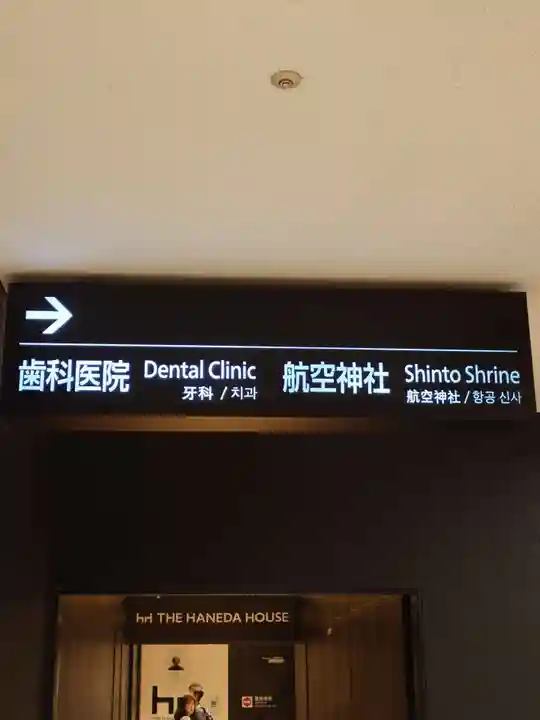 →
歯科医院 Dental Clinic 航空神社 Shinto Shrine
牙科 / 치과 航空神社 / 항공 신사
hri THE HANEDA HOUSE